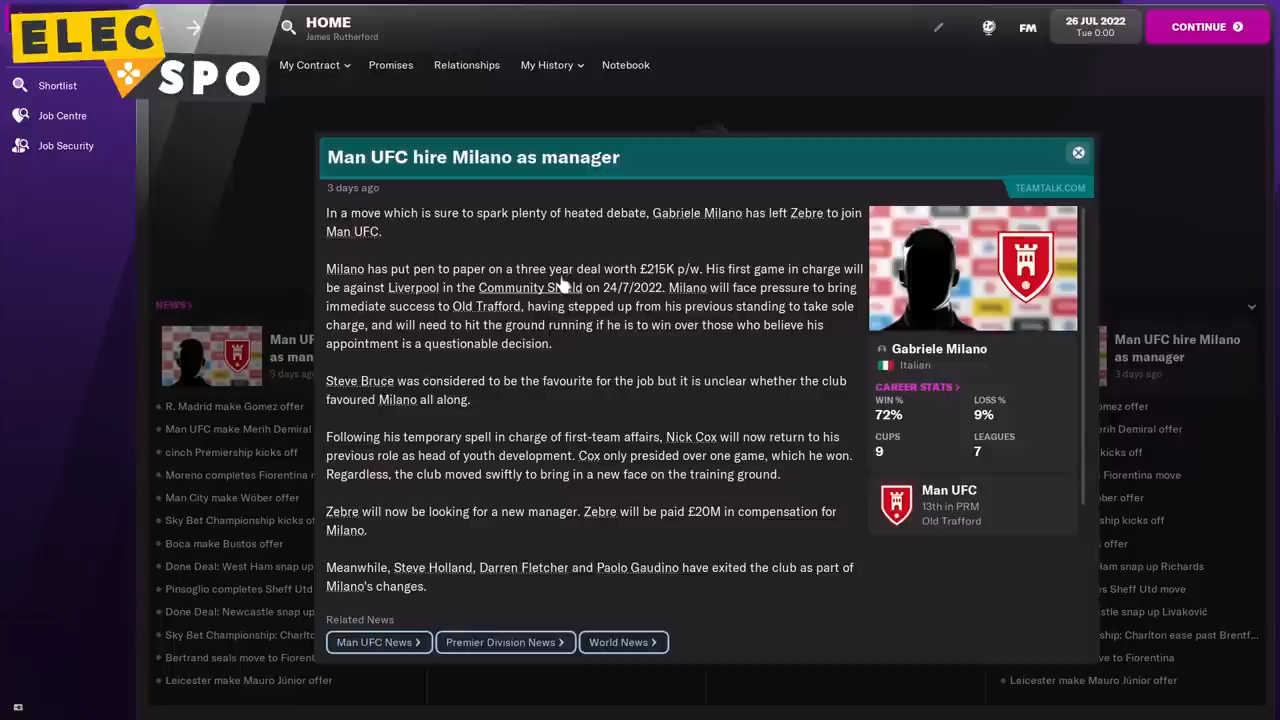 ELEC
SPO
HOME
James Rutherford
FM
26 JUL 2022
Tue 0:00
CONTINUE
My Contract
Promises
Relationships
My History
Notebook
Shortlist
Job Centre
Job Security
Man UFC hire Milano as manager
3 days ago
TEAMTALK.COM
In a move which is sure to spark plenty of heated debate, Gabriele Milano has left Zebre to join
Man UFC.
Milano has put pen to paper on a three year deal worth £215K p/w. His first game in charge will
be against Liverpool in the Community Shield on 24/7/2022. Milano will face pressure to bring
immediate success to Old Trafford, having stepped up from his previous standing to take sole
charge, and will need to hit the ground running if he is to win over those who believe his
appointment is a questionable decision.
Steve Bruce was considered to be the favourite for the job but it is unclear whether the club
favoured Milano all along.
Following his temporary spell in charge of first-team affairs, Nick Cox will now return to his
previous role as head of youth development. Cox only presided over one game, which he won.
Regardless, the club moved swiftly to bring in a new face on the training ground.
Zebre will now be looking for a new manager. Zebre will be paid £20M in compensation for
Milano.
Meanwhile, Steve Holland, Darren Fletcher and Paolo Gaudino have exited the club as part of
Milano's changes.
Related News
Man UFC News
Premier Division News
World News
Gabriele Milano
Italian
CAREER STATS
WIN %
LOSS %
72%
9%
CUPS
LEAGUES
9
7
Man UFC
13th in PRM
Old Trafford
NEWS
Man UF
as mana
3 days ago
R. Madrid make Gomez offer
Man UFC make Merih Demiral
cinch Premiership kicks off
Moreno completes Fiorentina r
Man City make Wöber offer
Sky Bet Championship kicks of
Boca make Bustos offer
Done Deal: West Ham snap up
Pinsoglio completes Sheff Utd
Done Deal: Newcastle snap up
Sky Bet Championship: Charlto
Bertrand seals move to Fiorent
Leicester make Mauro Júnior offer
Man UFC hire Milano
as manager
3 days ago
omez offer
erih Demiral
kicks off
Fiorentina move
ber offer
ship kicks off
offer
Ham snap up Richards
s Sheff Utd move
stle snap up Livaković
ship: Charlton ease past Brentf...
e to Fiorentina
Leicester make Mauro Júnior offer